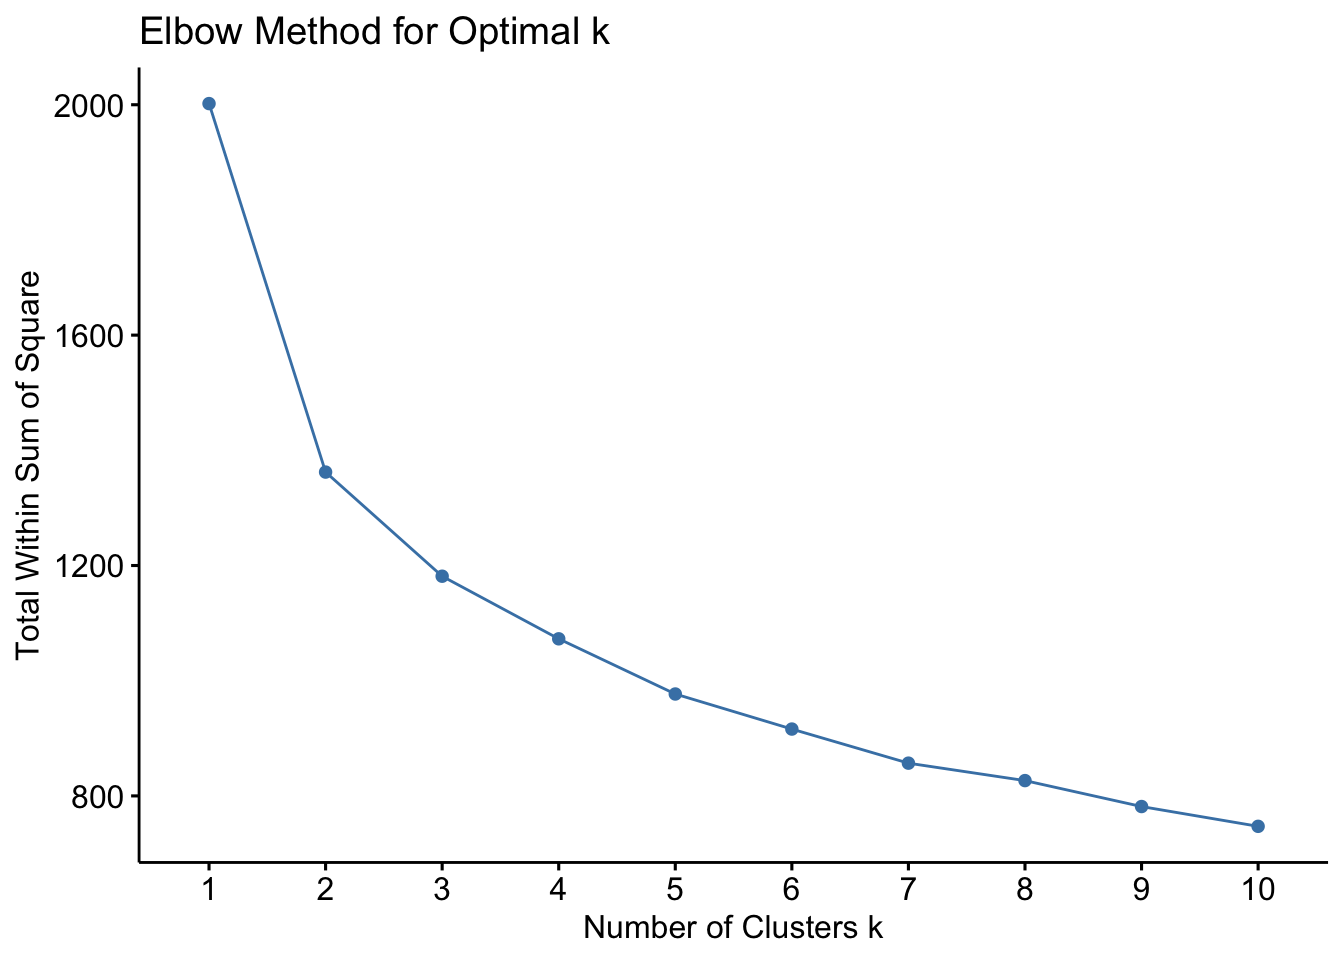 Elbow Method for Optimal k
Total Within Sum of Square
2000
1600
1200
800
1 2 3 4 5 6 7 8 9 10
Number of Clusters k